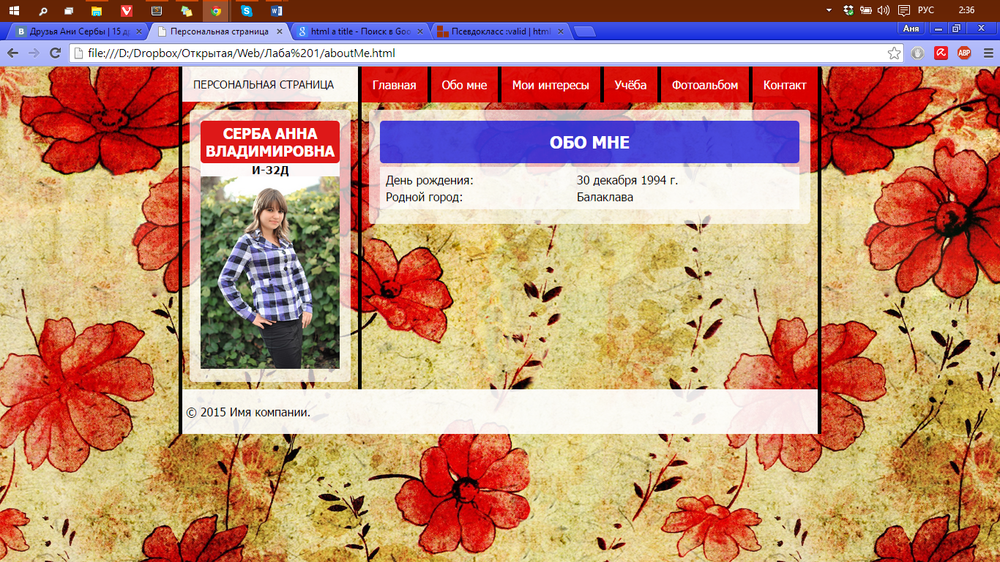 РУС
2:36
Друзья Ани Сербы | 15 др
Персональная страница
html a title - Поиск в Goo
Псевдокласс :valid | html
Аня
file:///D:/Dropbox/Открытая/Web/Лаба%201/aboutMe.html
ABP
ПЕРСОНАЛЬНАЯ СТРАНИЦА
Главная
Обо мне
Мои интересы
Учёба
Фотоальбом
Контакт
СЕРБА АННА
ВЛАДИМИРОВНА
И-32Д
ОБО МНЕ
День рождения: 30 декабря 1994 г.
Родной город: Балаклава
© 2015 Имя компании.